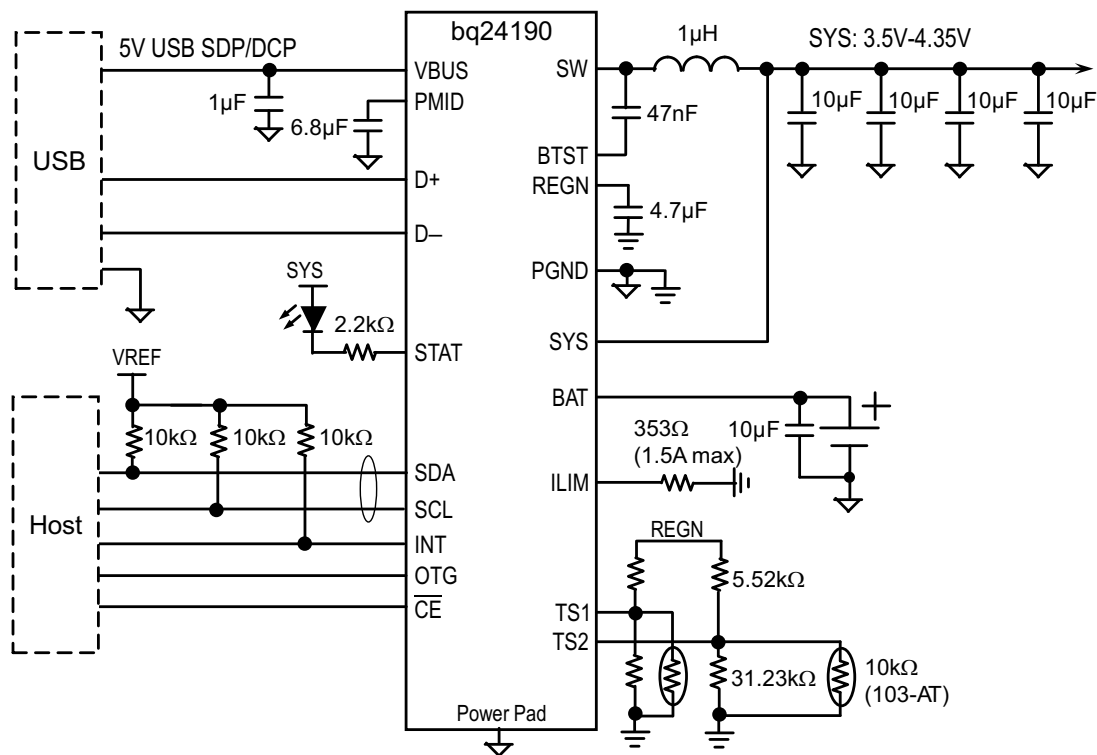 bq24190
5V USB SDP/DCP
1µH
SYS: 3.5V-4.35V
VBUS
SW
PMID
1µF
6.8µF
47nF
10µF
10µF
10µF
10µF
USB
BTST
D+
REGN
4.7µF
D–
PGND
SYS
2.2kΩ
STAT
SYS
VREF
BAT
10kΩ
10kΩ
10kΩ
353Ω
(1.5A max)
10µF
+
SDA
ILIM
SCL
Host
INT
REGN
OTG
5.52kΩ
CE
TS1
TS2
31.23kΩ
10kΩ
(103-AT)
Power Pad